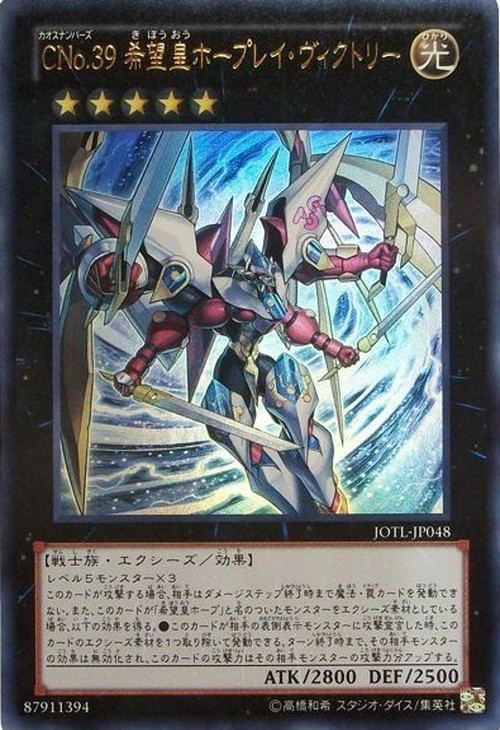 カオスナンバーズ きぼうおう
CNo.39 希望皇ホープレイ・ヴィクトリー
ひかり
光
39
JOTL-JP048
【戦士族・エクシーズ/効果】
レベル5モンスター×3
このカードが攻撃する場合、相手はダメージステップ終了時まで魔法・罠カードを発動でき
ない。また、このカードが「希望皇ホープ」と名のついたモンスターをエクシーズ素材としている
場合、以下の効果を得る。●このカードが相手の表側表示モンスターに攻撃宣言した時、こ
のカードのエクシーズ素材を1つ取り除いて発動できる。ターン終了時まで、その相手モンスター
の効果は無効化され、このカードの攻撃力はその相手モンスターの攻撃力分アップする。
ATK/2800 DEF/2500
87911394 ©高橋和希 スタジオ・ダイス/集英社